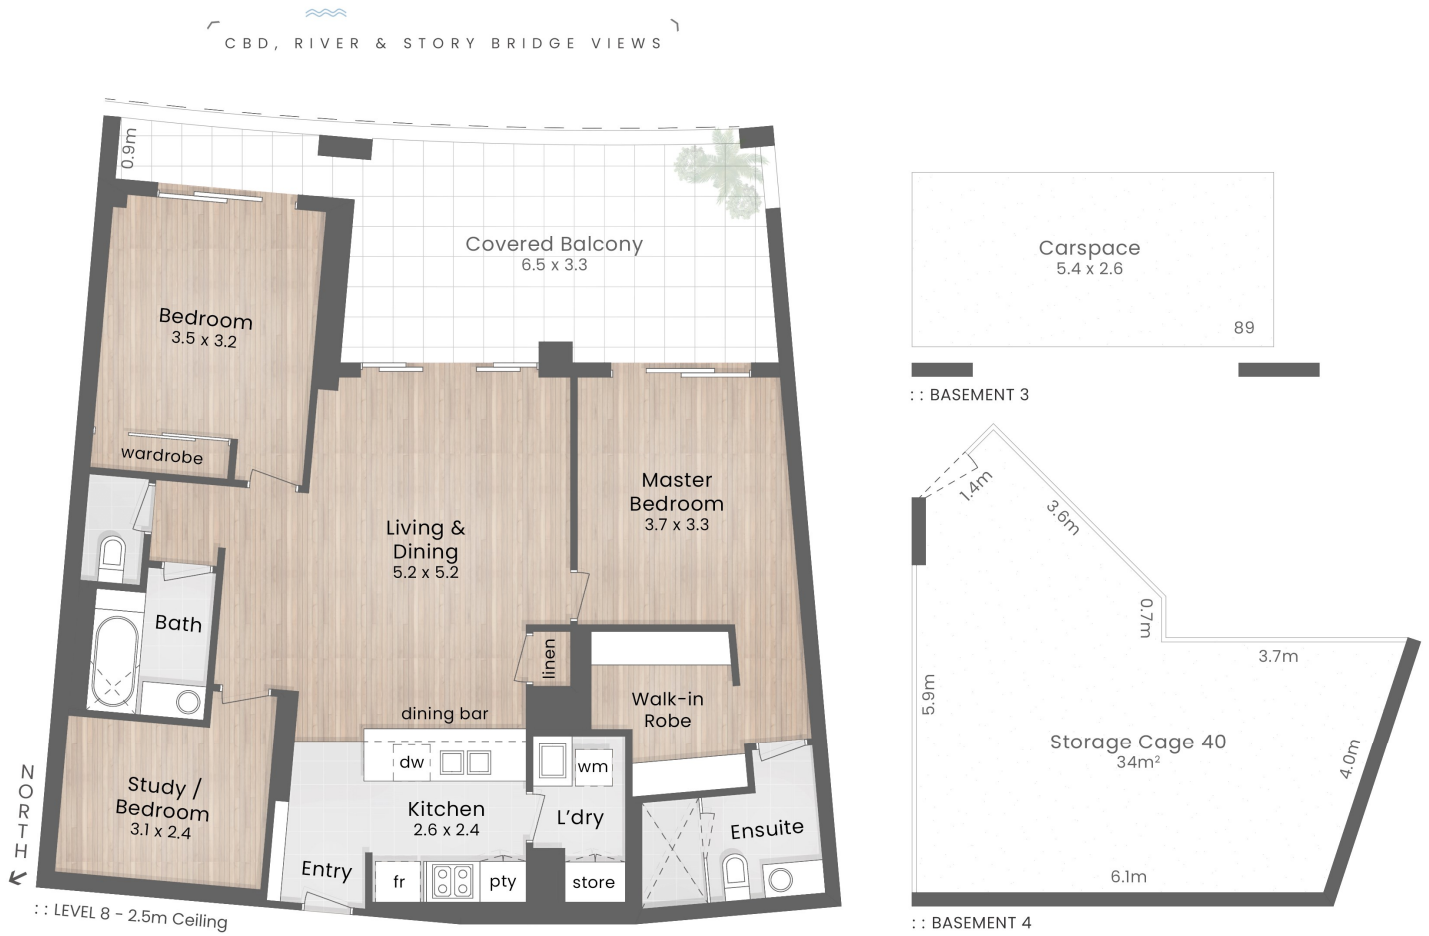 CBD, RIVER & STORY BRIDGE VIEWS
0.9m
Covered Balcony
6.5 x 3.3
Bedroom
3.5 x 3.2
wardrobe
Living &
Dining
5.2 x 5.2
Master
Bedroom
3.7 x 3.3
Bath
linen
Walk-in
Robe
dining bar
dw
wm
Study /
Bedroom
3.1 x 2.4
Kitchen
2.6 x 2.4
L'dry
Ensuite
Entry
fr
pty
store
NORTH
:: LEVEL 8 - 2.5m Ceiling
Carspace
5.4 x 2.6
89
:: BASEMENT 3
1.4m
3.6m
0.7m
3.7m
5.9m
Storage Cage 40
34m²
4.0m
6.1m
:: BASEMENT 4